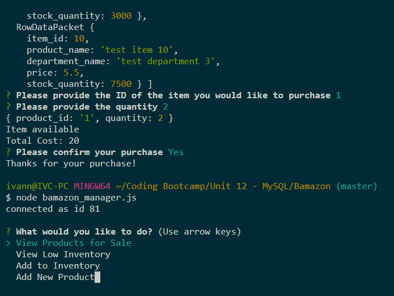 stock_quantity: 3000 },
RowDataPacket {
item_id: 10,
product_name: 'test item 10',
department_name: 'test department 3',
price: 5.5,
stock_quantity: 7500 } ]
? Please provide the ID of the item you would like to purchase 1
? Please provide the quantity 2
{ product_id: '1', quantity: 2 }
Item available
Total Cost: 20
? Please confirm your purchase Yes
Thanks for your purchase!
ivann@IVC-PC MINGW64 ~/Coding Bootcamp/Unit 12 - MySQL/Bamazon (master)
$ node bamazon_manager.js
connected as id 81
? What would you like to do? (Use arrow keys)
> View Products for Sale
View Low Inventory
Add to Inventory
Add New Product